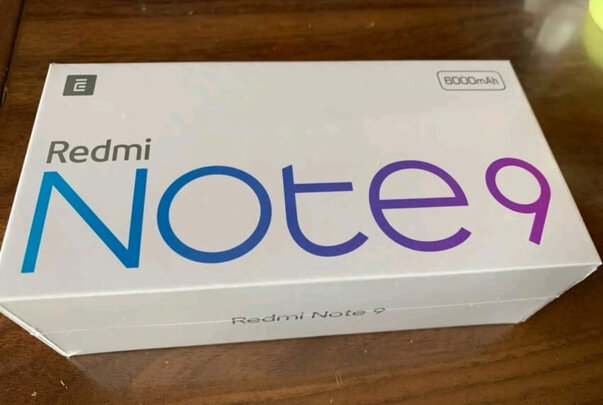 6000mAh
Redmi
Note 9
Redmi Note 9